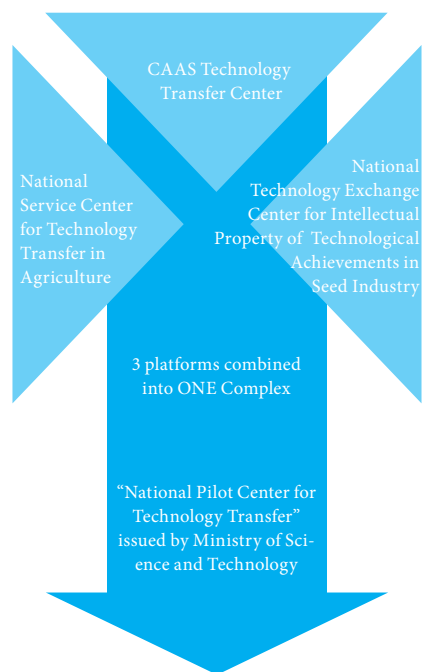 CAAS Technology
Transfer Center
National
Service Center
for Technology
Transfer in
Agriculture
National
Technology Exchange
Center for Intellectual
Property of Technological
Achievements in
Seed Industry
3 platforms combined
into ONE Complex
“National Pilot Center for
Technology Transfer”
issued by Ministry of Sci-
ence and Technology